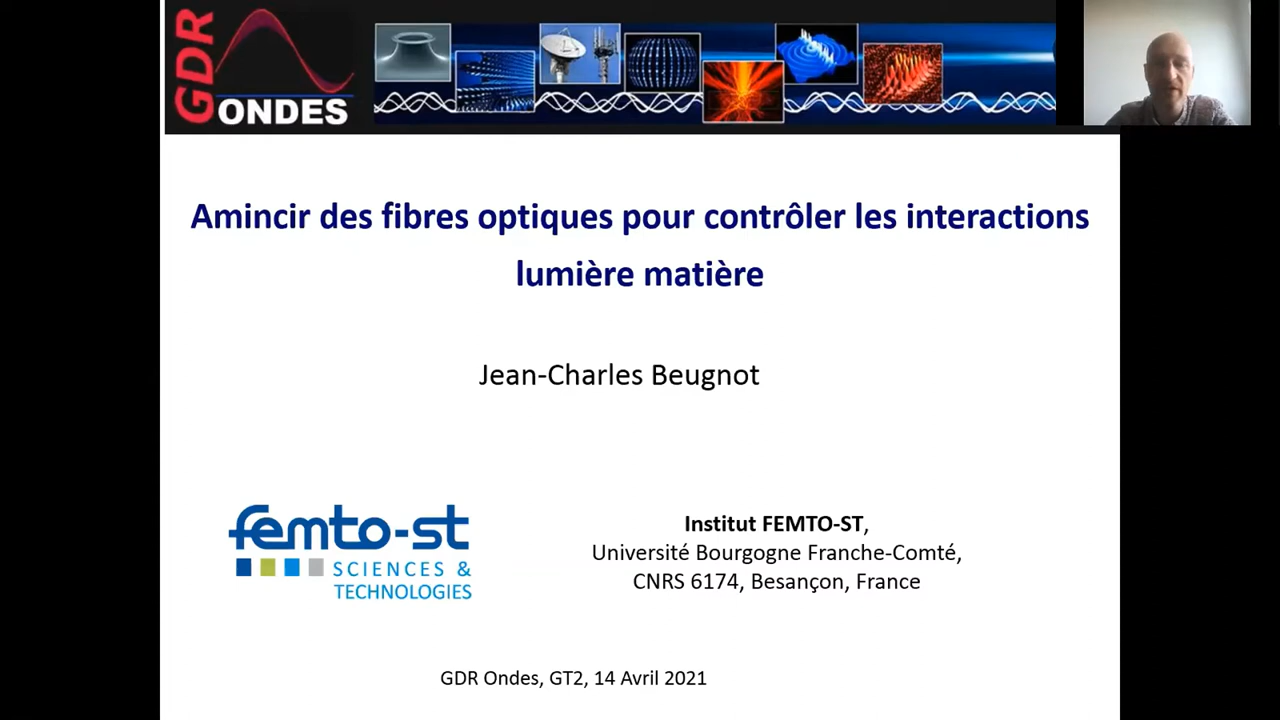 GDR
ONDES
Amincir des fibres optiques pour contrôler les interactions
lumière matière
Jean-Charles Beugnot
femto-st
SCIENCES &
TECHNOLOGIES
Institut FEMTO-ST,
Université Bourgogne Franche-Comté,
CNRS 6174, Besançon, France
GDR Ondes, GT2, 14 Avril 2021